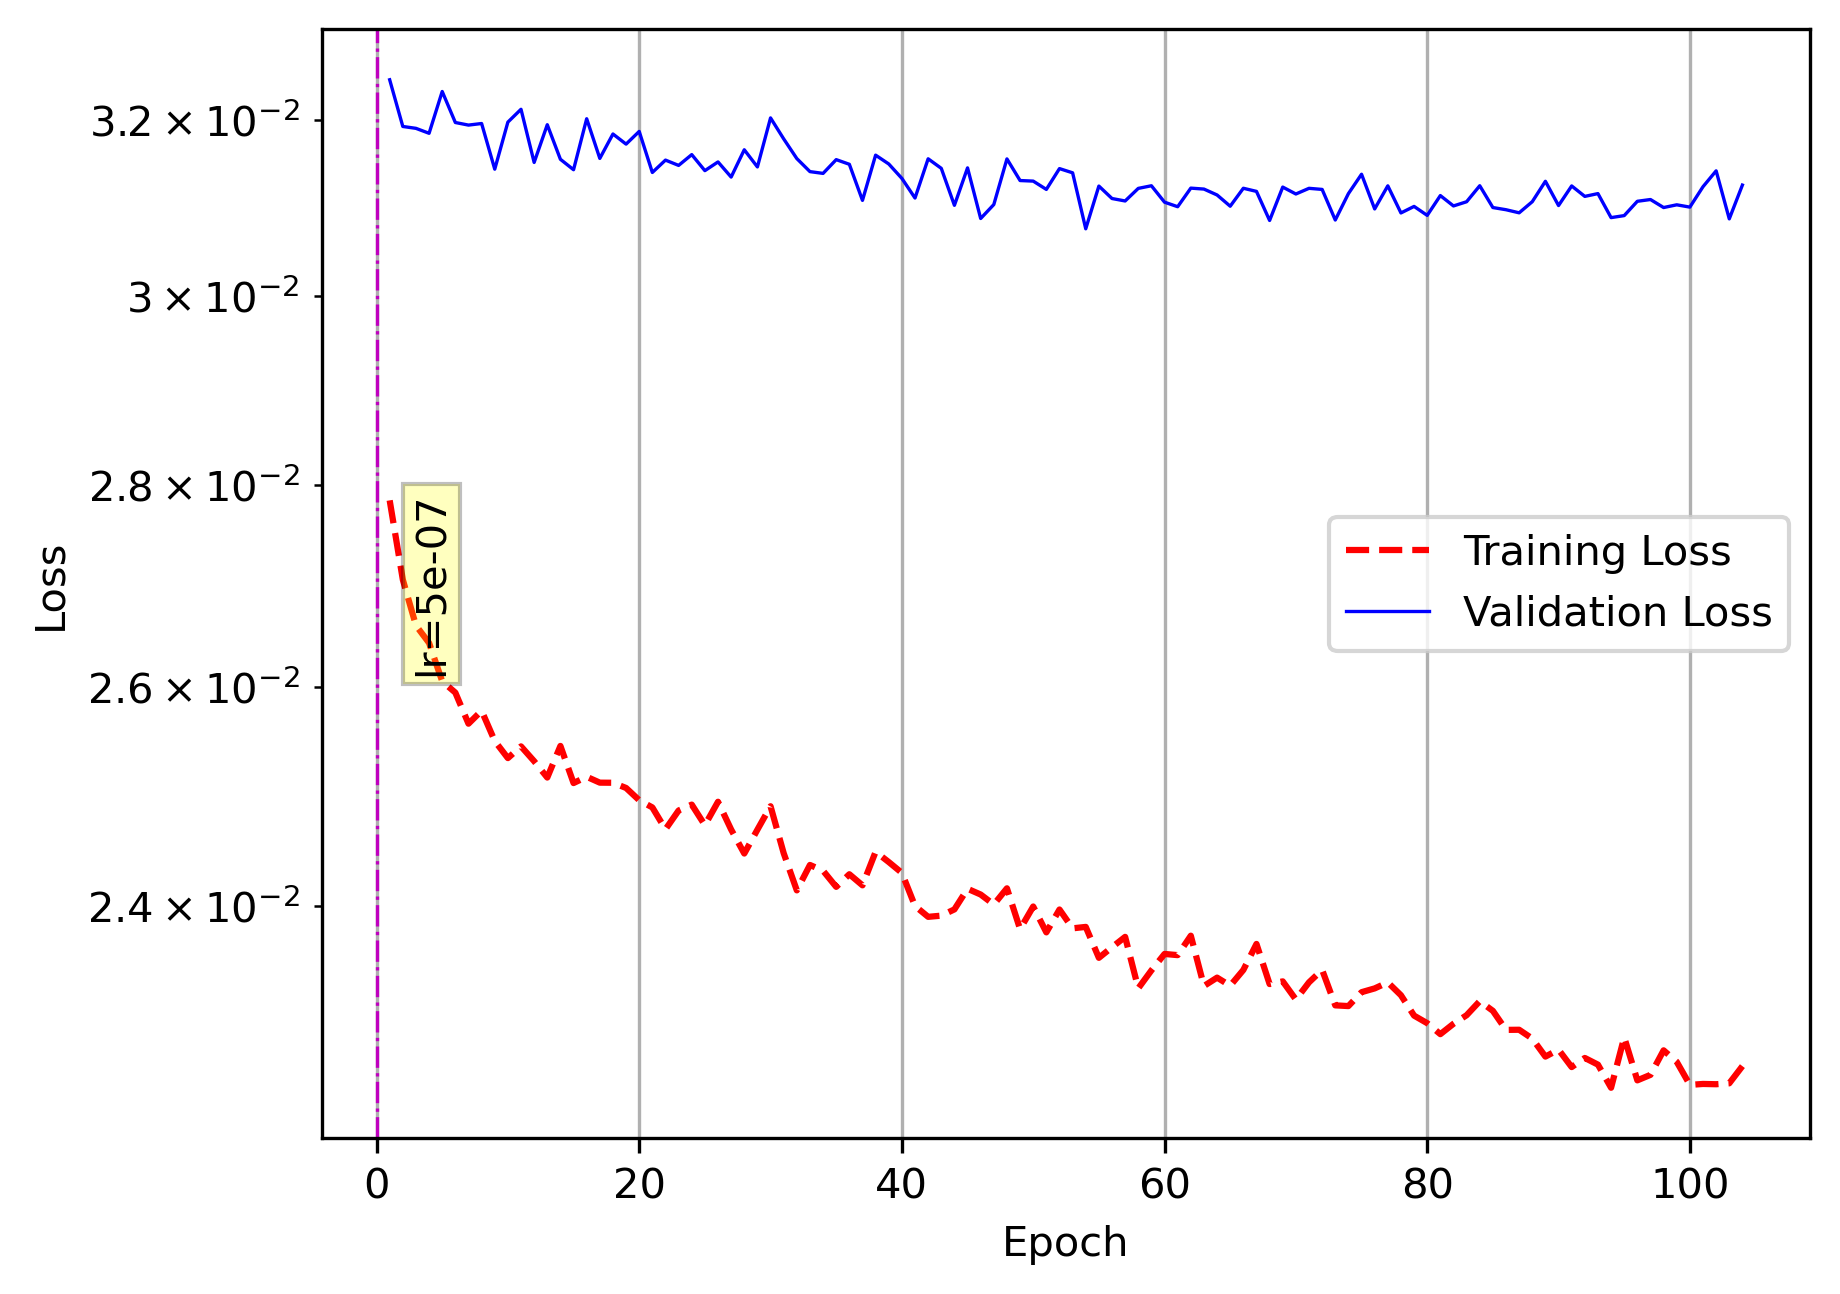 3.2 × 10⁻²
3 × 10⁻²
2.8 × 10⁻²
2.6 × 10⁻²
2.4 × 10⁻²
Loss
lr=5e-07
Training Loss
Validation Loss
0 20 40 60 80 100
Epoch